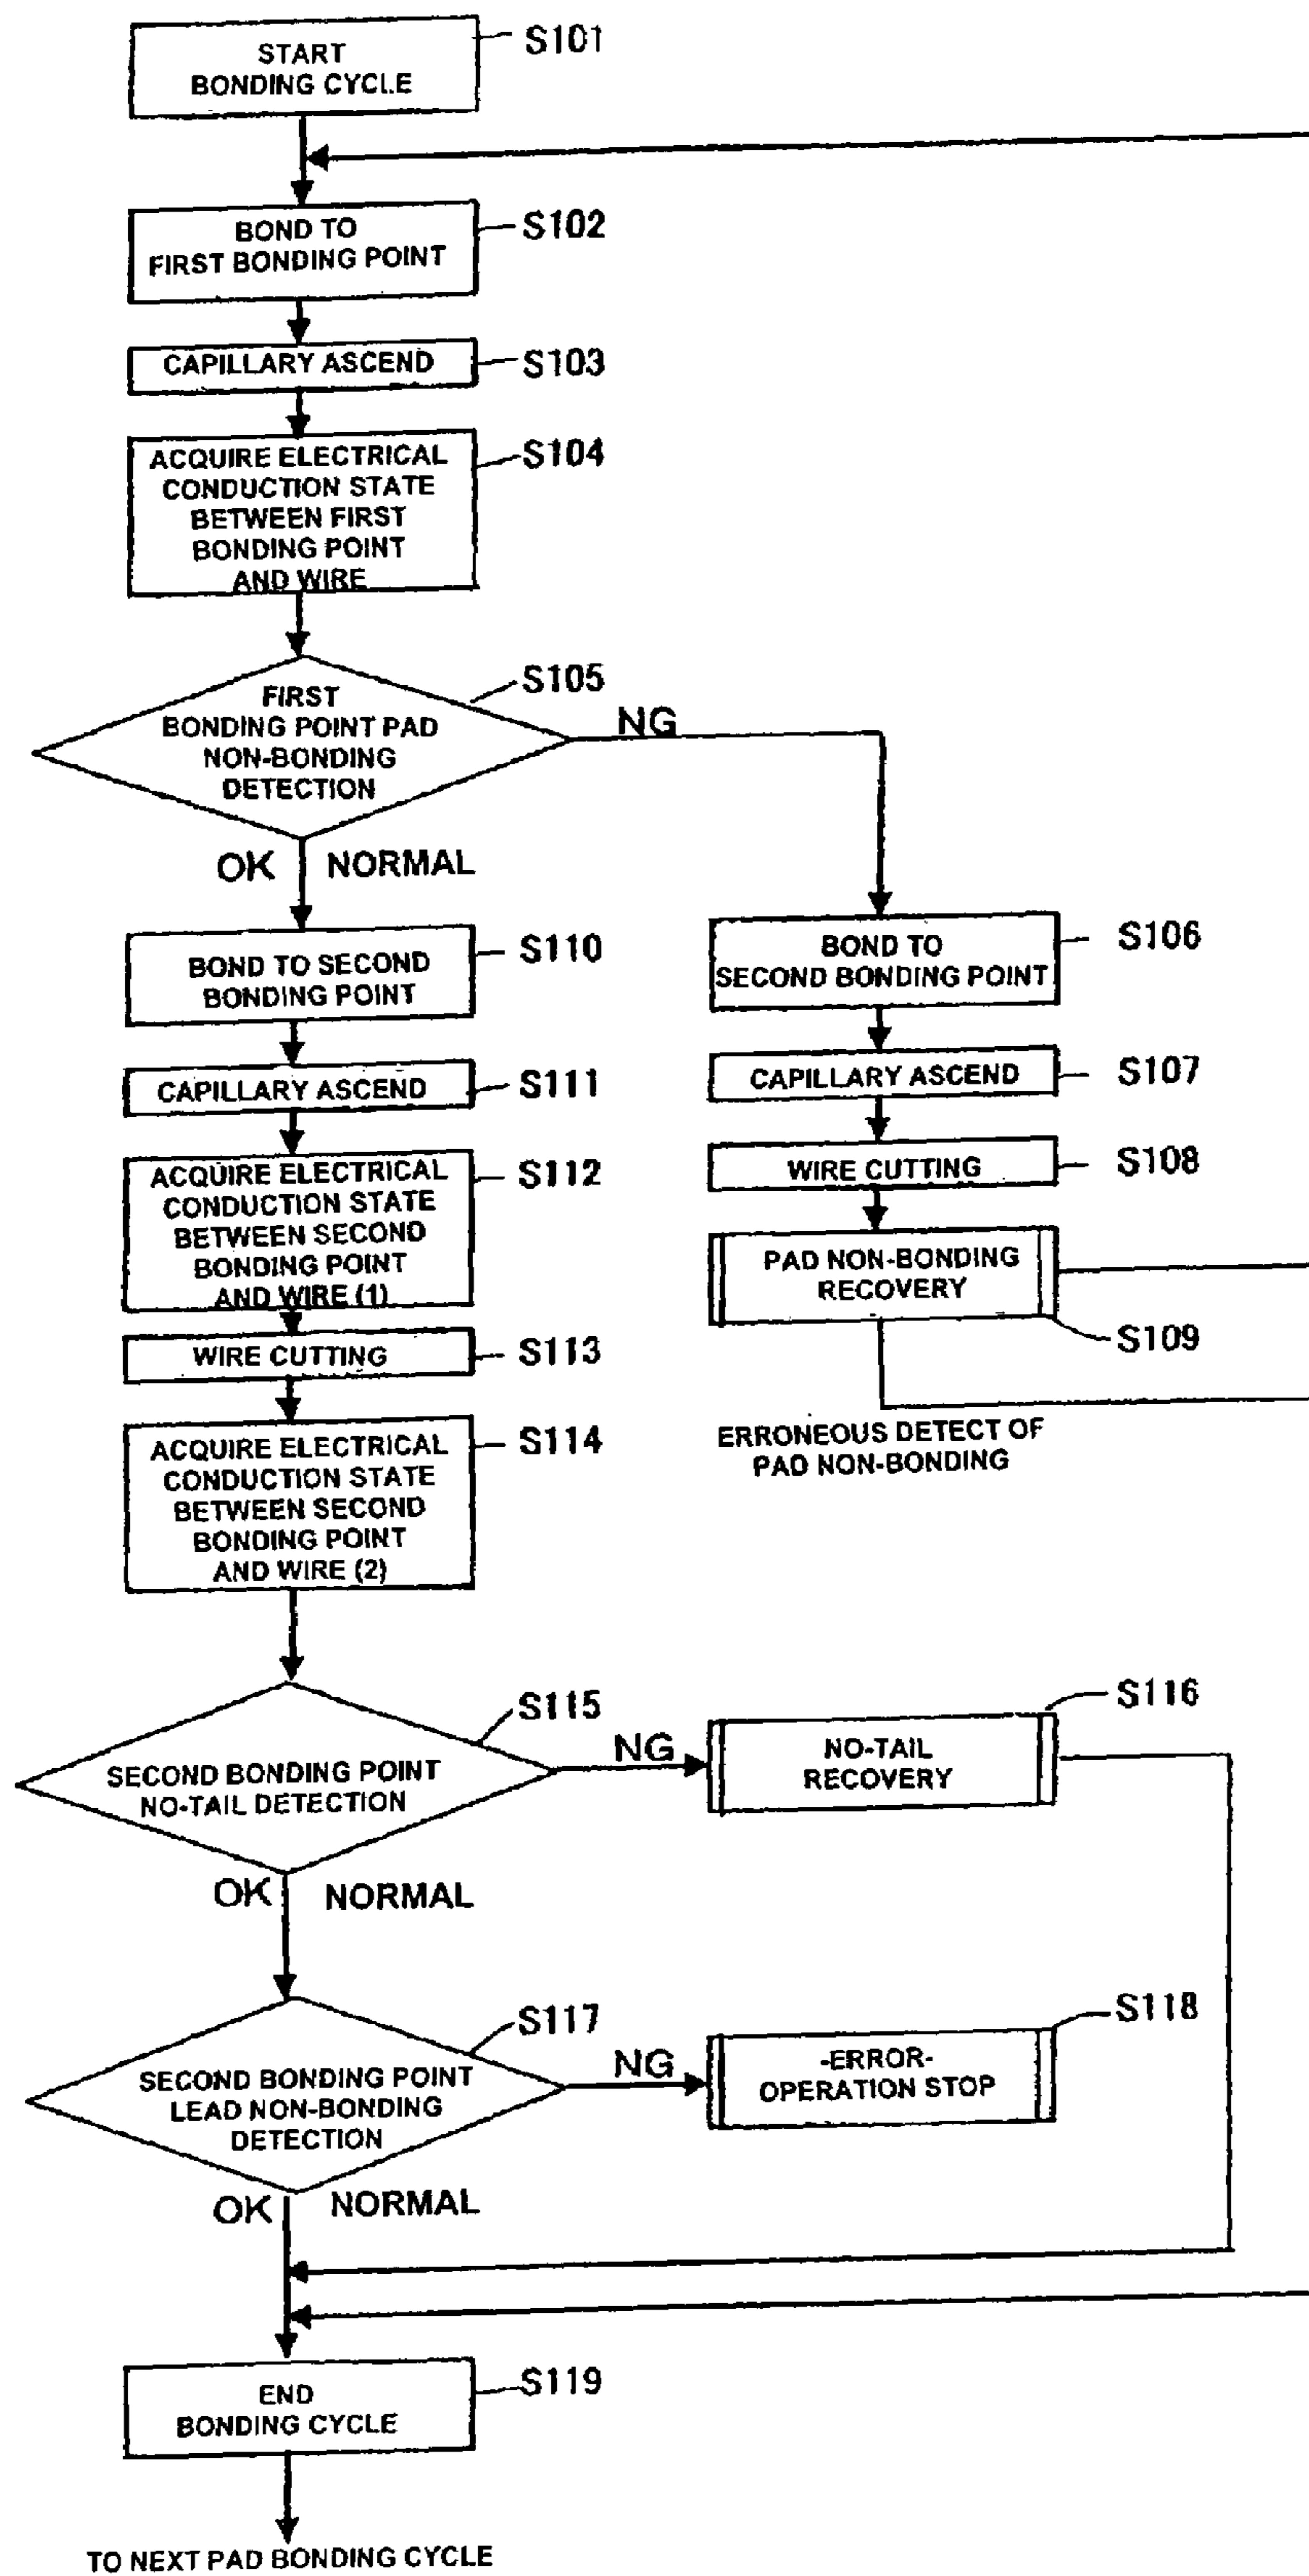 START
BONDING CYCLE
S101
BOND TO
FIRST BONDING POINT
S102
CAPILLARY ASCEND
S103
ACQUIRE ELECTRICAL
CONDUCTION STATE
BETWEEN FIRST
BONDING POINT
AND WIRE
S104
FIRST
BONDING POINT PAD
NON-BONDING
DETECTION
S105
NG
OK NORMAL
BOND TO SECOND
BONDING POINT
S110
BOND TO
SECOND BONDING POINT
S106
CAPILLARY ASCEND
S111
CAPILLARY ASCEND
S107
ACQUIRE ELECTRICAL
CONDUCTION STATE
BETWEEN SECOND
BONDING POINT
AND WIRE (1)
S112
WIRE CUTTING
S108
PAD NON-BONDING
RECOVERY
S109
WIRE CUTTING
S113
ERRONEOUS DETECT OF
PAD NON-BONDING
ACQUIRE ELECTRICAL
CONDUCTION STATE
BETWEEN SECOND
BONDING POINT
AND WIRE (2)
S114
SECOND BONDING POINT
NO-TAIL DETECTION
S115
NG
NO-TAIL
RECOVERY
S116
OK NORMAL
SECOND BONDING POINT
LEAD NON-BONDING
DETECTION
S117
NG
-ERROR-
OPERATION STOP
S118
OK NORMAL
END
BONDING CYCLE
S119
TO NEXT PAD BONDING CYCLE